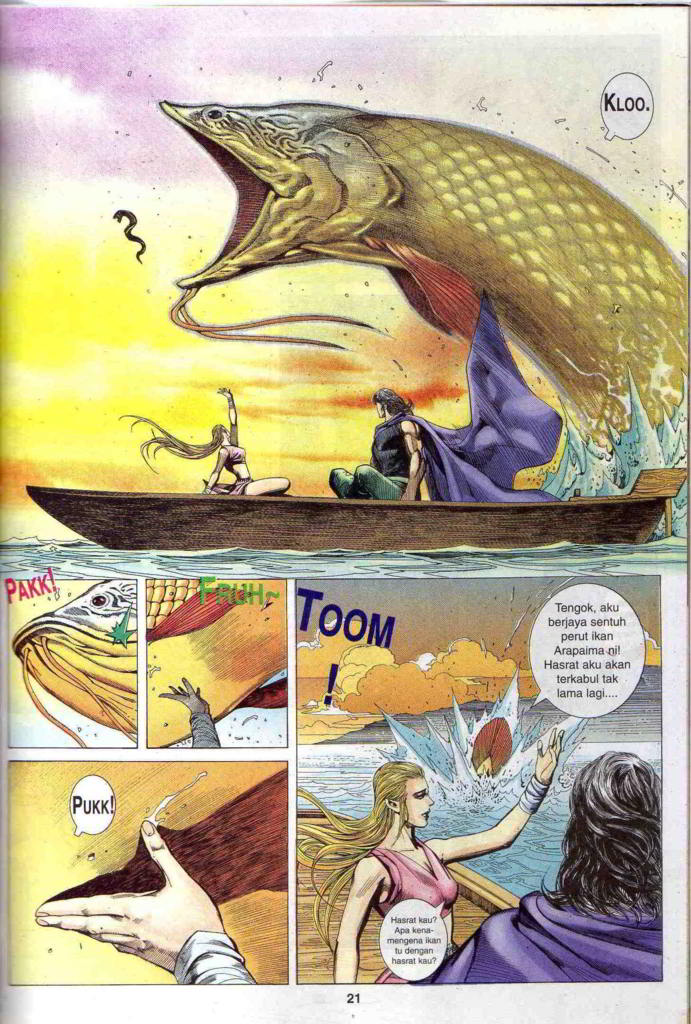 KLOO.
PAKK!
FRUH~
PUKK!
TOOM
!
Tengok, aku
berjaya sentuh
perut ikan
Arapaima ni!
Hasrat aku akan
terkabul tak
lama lagi....
Hasrat kau?
Apa kena-
mengena ikan
tu dengan
hasrat kau?
21